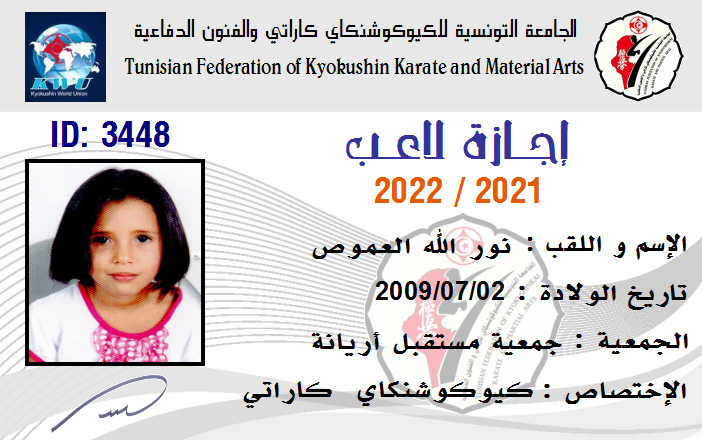 الجامعة التونسية للكيوكوشنكاي كاراتي والفنون الدفاعية
Tunisian Federation of Kyokushin Karate and Material Arts
KWU
Kyokushin World Union
ID: 3448
إجازة لاعب
2022 / 2021
الإسم و اللقب : نور الله العموص
تاريخ الولادة : 2009/07/02
الجمعية : جمعية مستقبل أريانة
الإختصاص : كيوكوشنكاي كاراتي